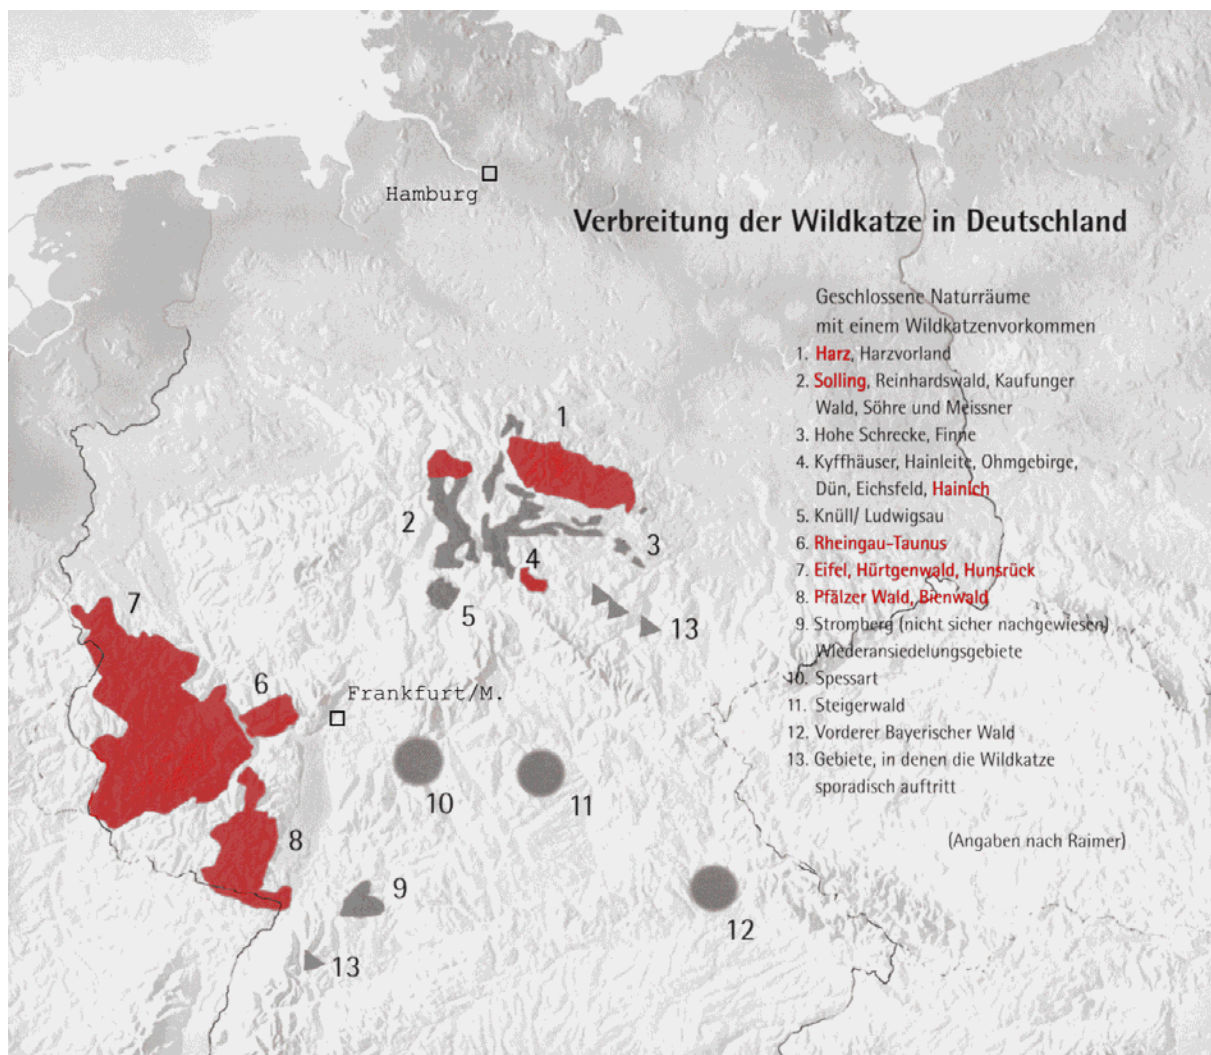 Hamburg
Verbreitung der Wildkatze in Deutschland
Geschlossene Naturräume
mit einem Wildkatzenvorkommen
1. Harz, Harzvorland
2. Solling, Reinhardswald, Kaufunger
Wald, Söhre und Meissner
3. Hohe Schrecke, Finne
4. Kyffhäuser, Hainleite, Ohmgebirge,
Dün, Eichsfeld, Hainich
5. Knüll/ Ludwigsau
6. Rheingau-Taunus
7. Eifel, Hürtgenwald, Hunsrück
8. Pfälzer Wald, Bienwald
9. Stromberg (nicht sicher nachgewiesen)
Wiederansiedelungsgebiete
10. Spessart
11. Steigerwald
12. Vorderer Bayerischer Wald
13. Gebiete, in denen die Wildkatze
sporadisch auftritt
(Angaben nach Raimer)
1
2
3
4
5
7
13
6
Frankfurt/M.
10
11
8
9
12
13